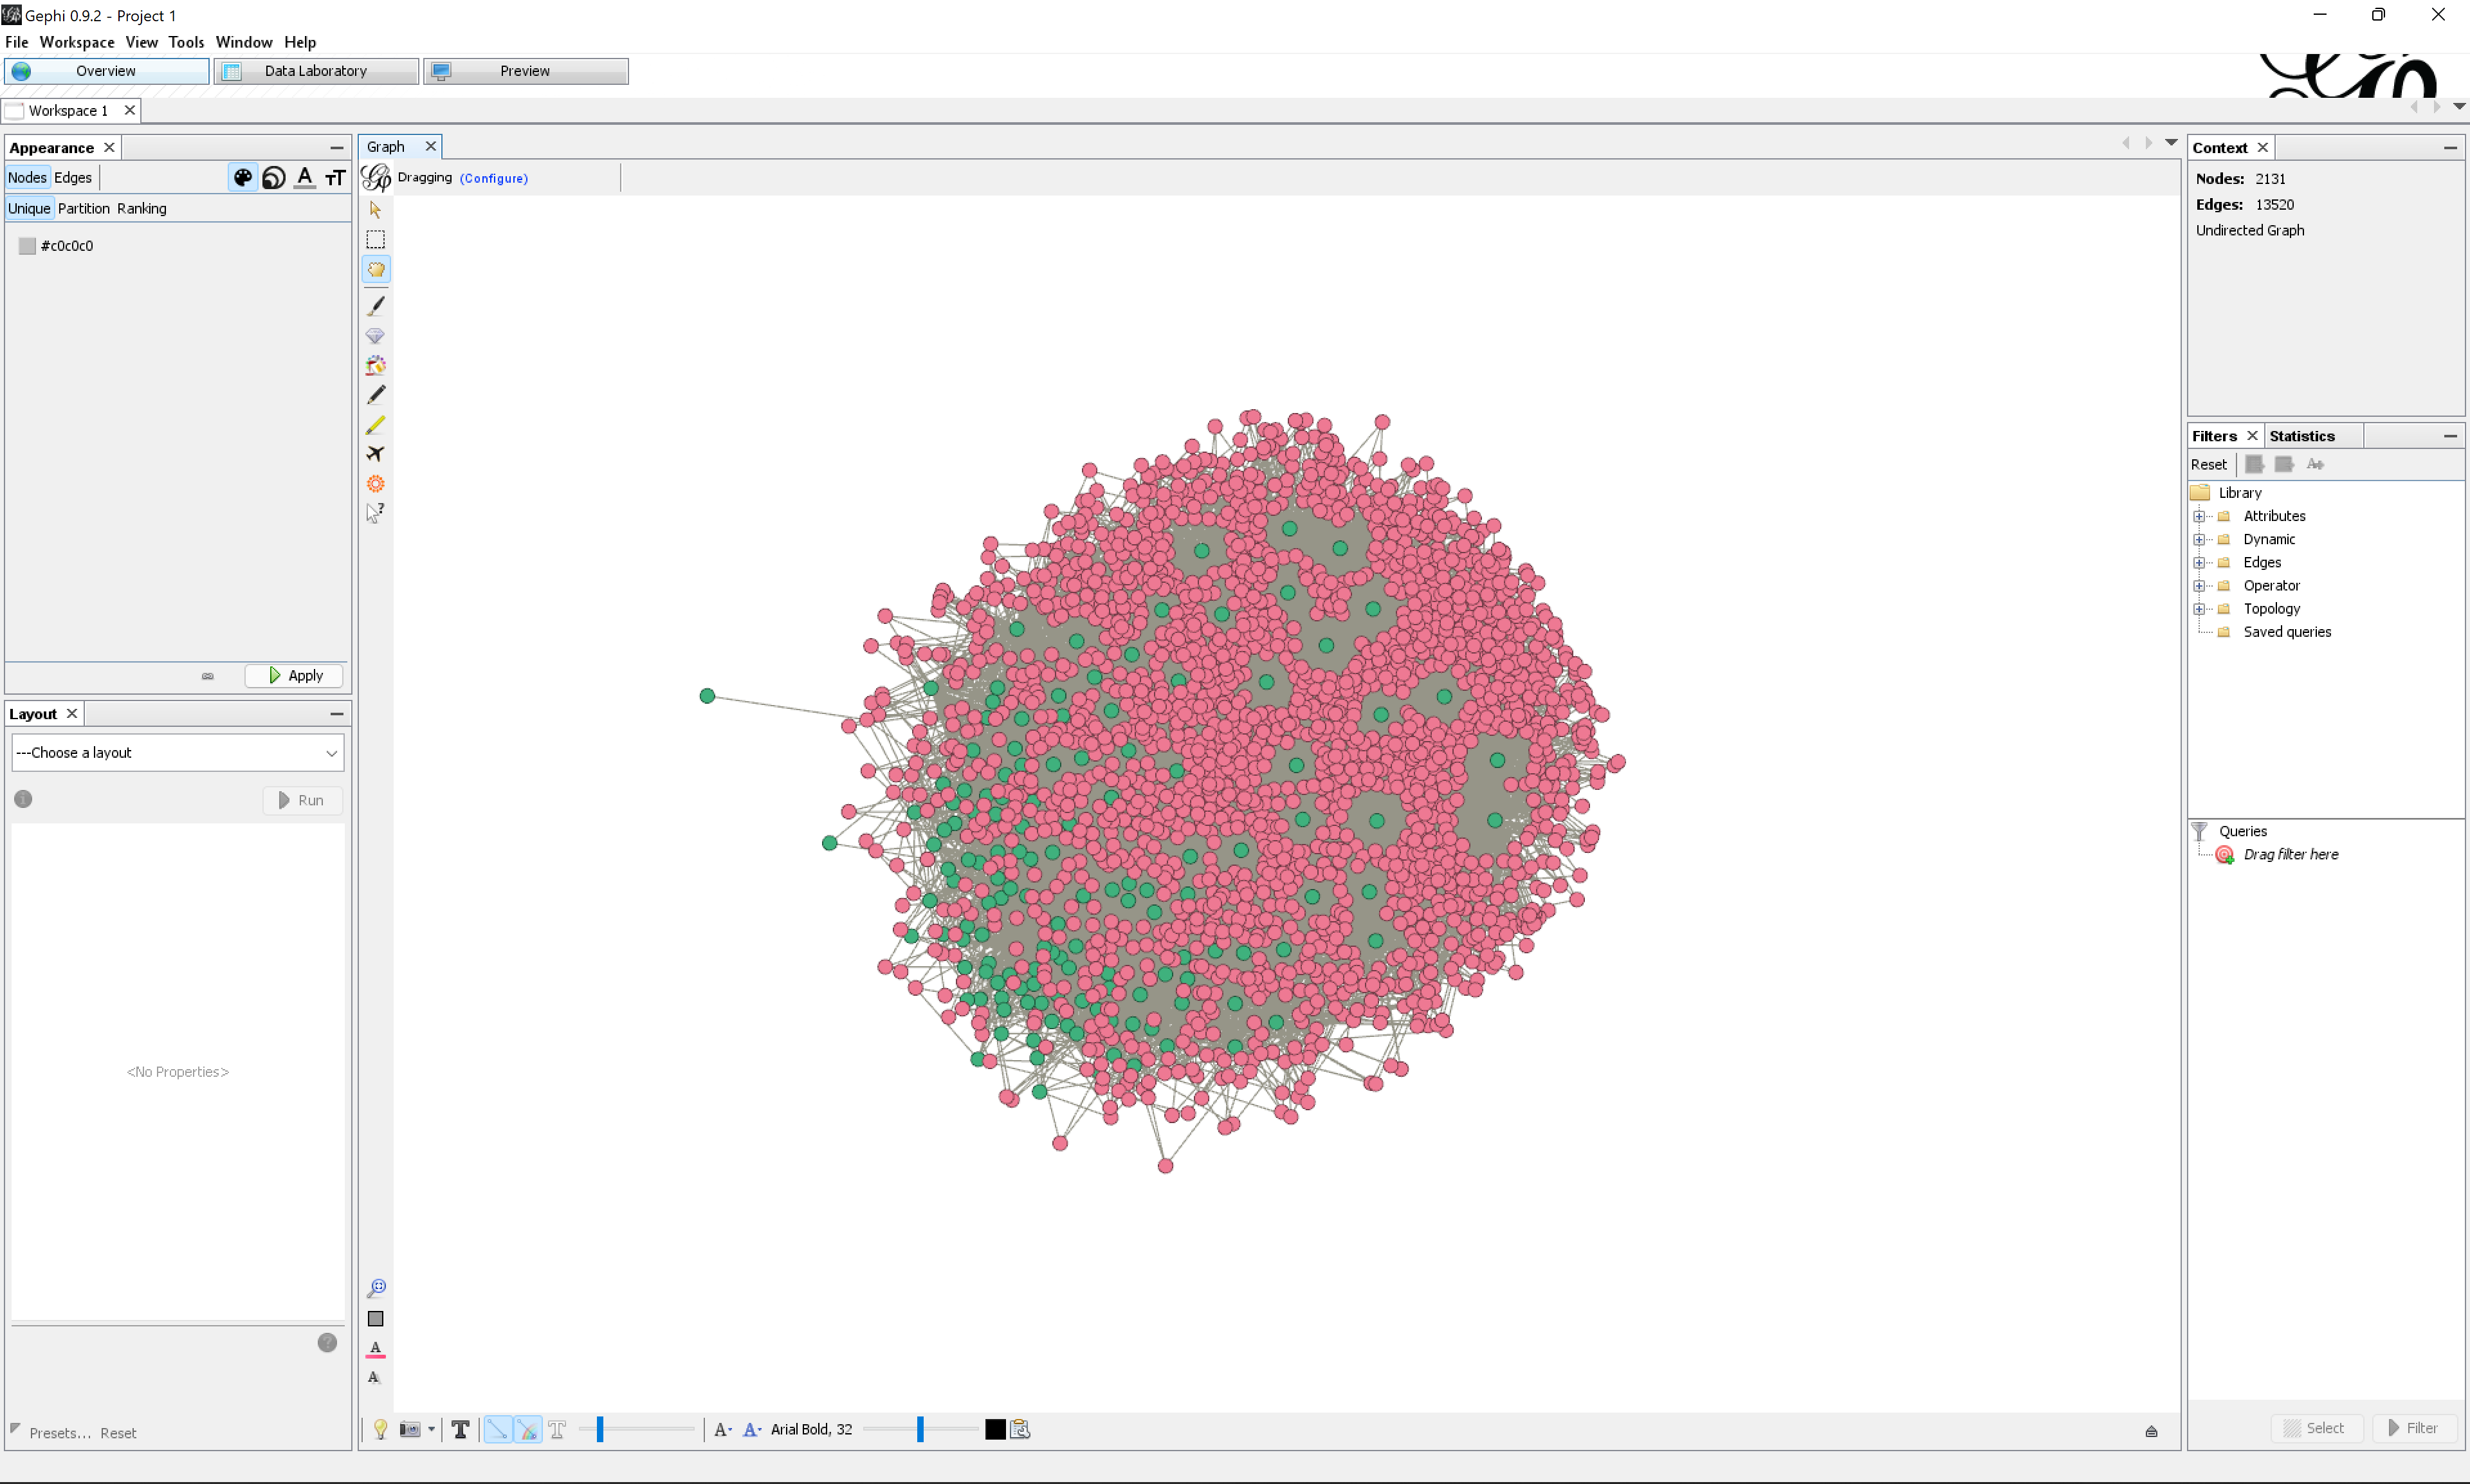 Gephi 0.9.2 - Project 1
File Workspace View Tools Window Help
Overview Data Laboratory Preview
Workspace 1
Appearance
Nodes Edges
Unique Partition Ranking
#c0c0c0
Apply
Layout
---Choose a layout
Run
<No Properties>
Presets... Reset
Graph
Dragging (Configure)
Arial Bold, 32
Context
Nodes: 2131
Edges: 13520
Undirected Graph
Filters Statistics
Reset
Library
Attributes
Dynamic
Edges
Operator
Topology
Saved queries
Queries
Drag filter here
Select Filter